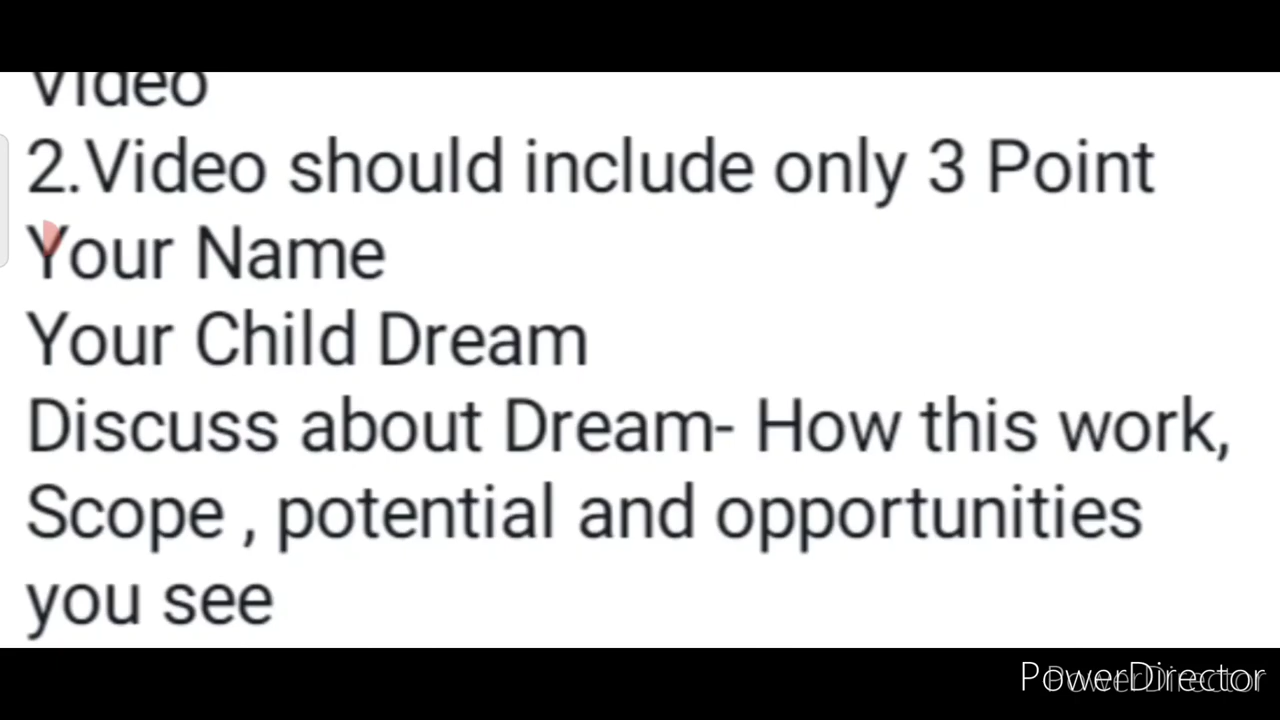 Video
2.Video should include only 3 Point
Your Name
Your Child Dream
Discuss about Dream- How this work,
Scope , potential and opportunities
you see
PowerDirector